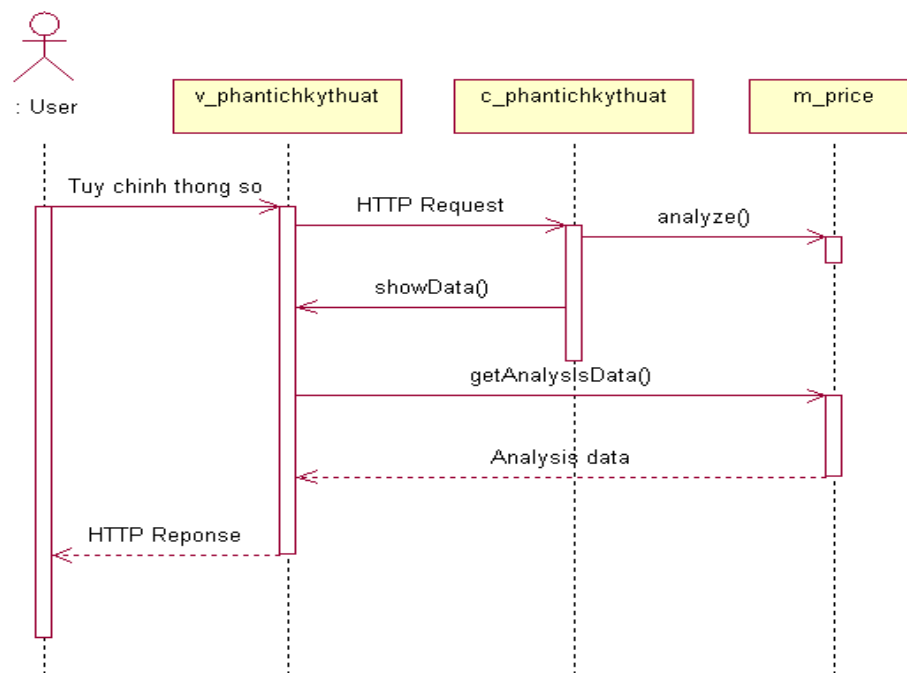 : User
v_phantichkythuat
c_phantichkythuat
m_price
Tuy chinh thong so
HTTP Request
analyze()
showData()
getAnalysisData()
Analysis data
HTTP Reponse